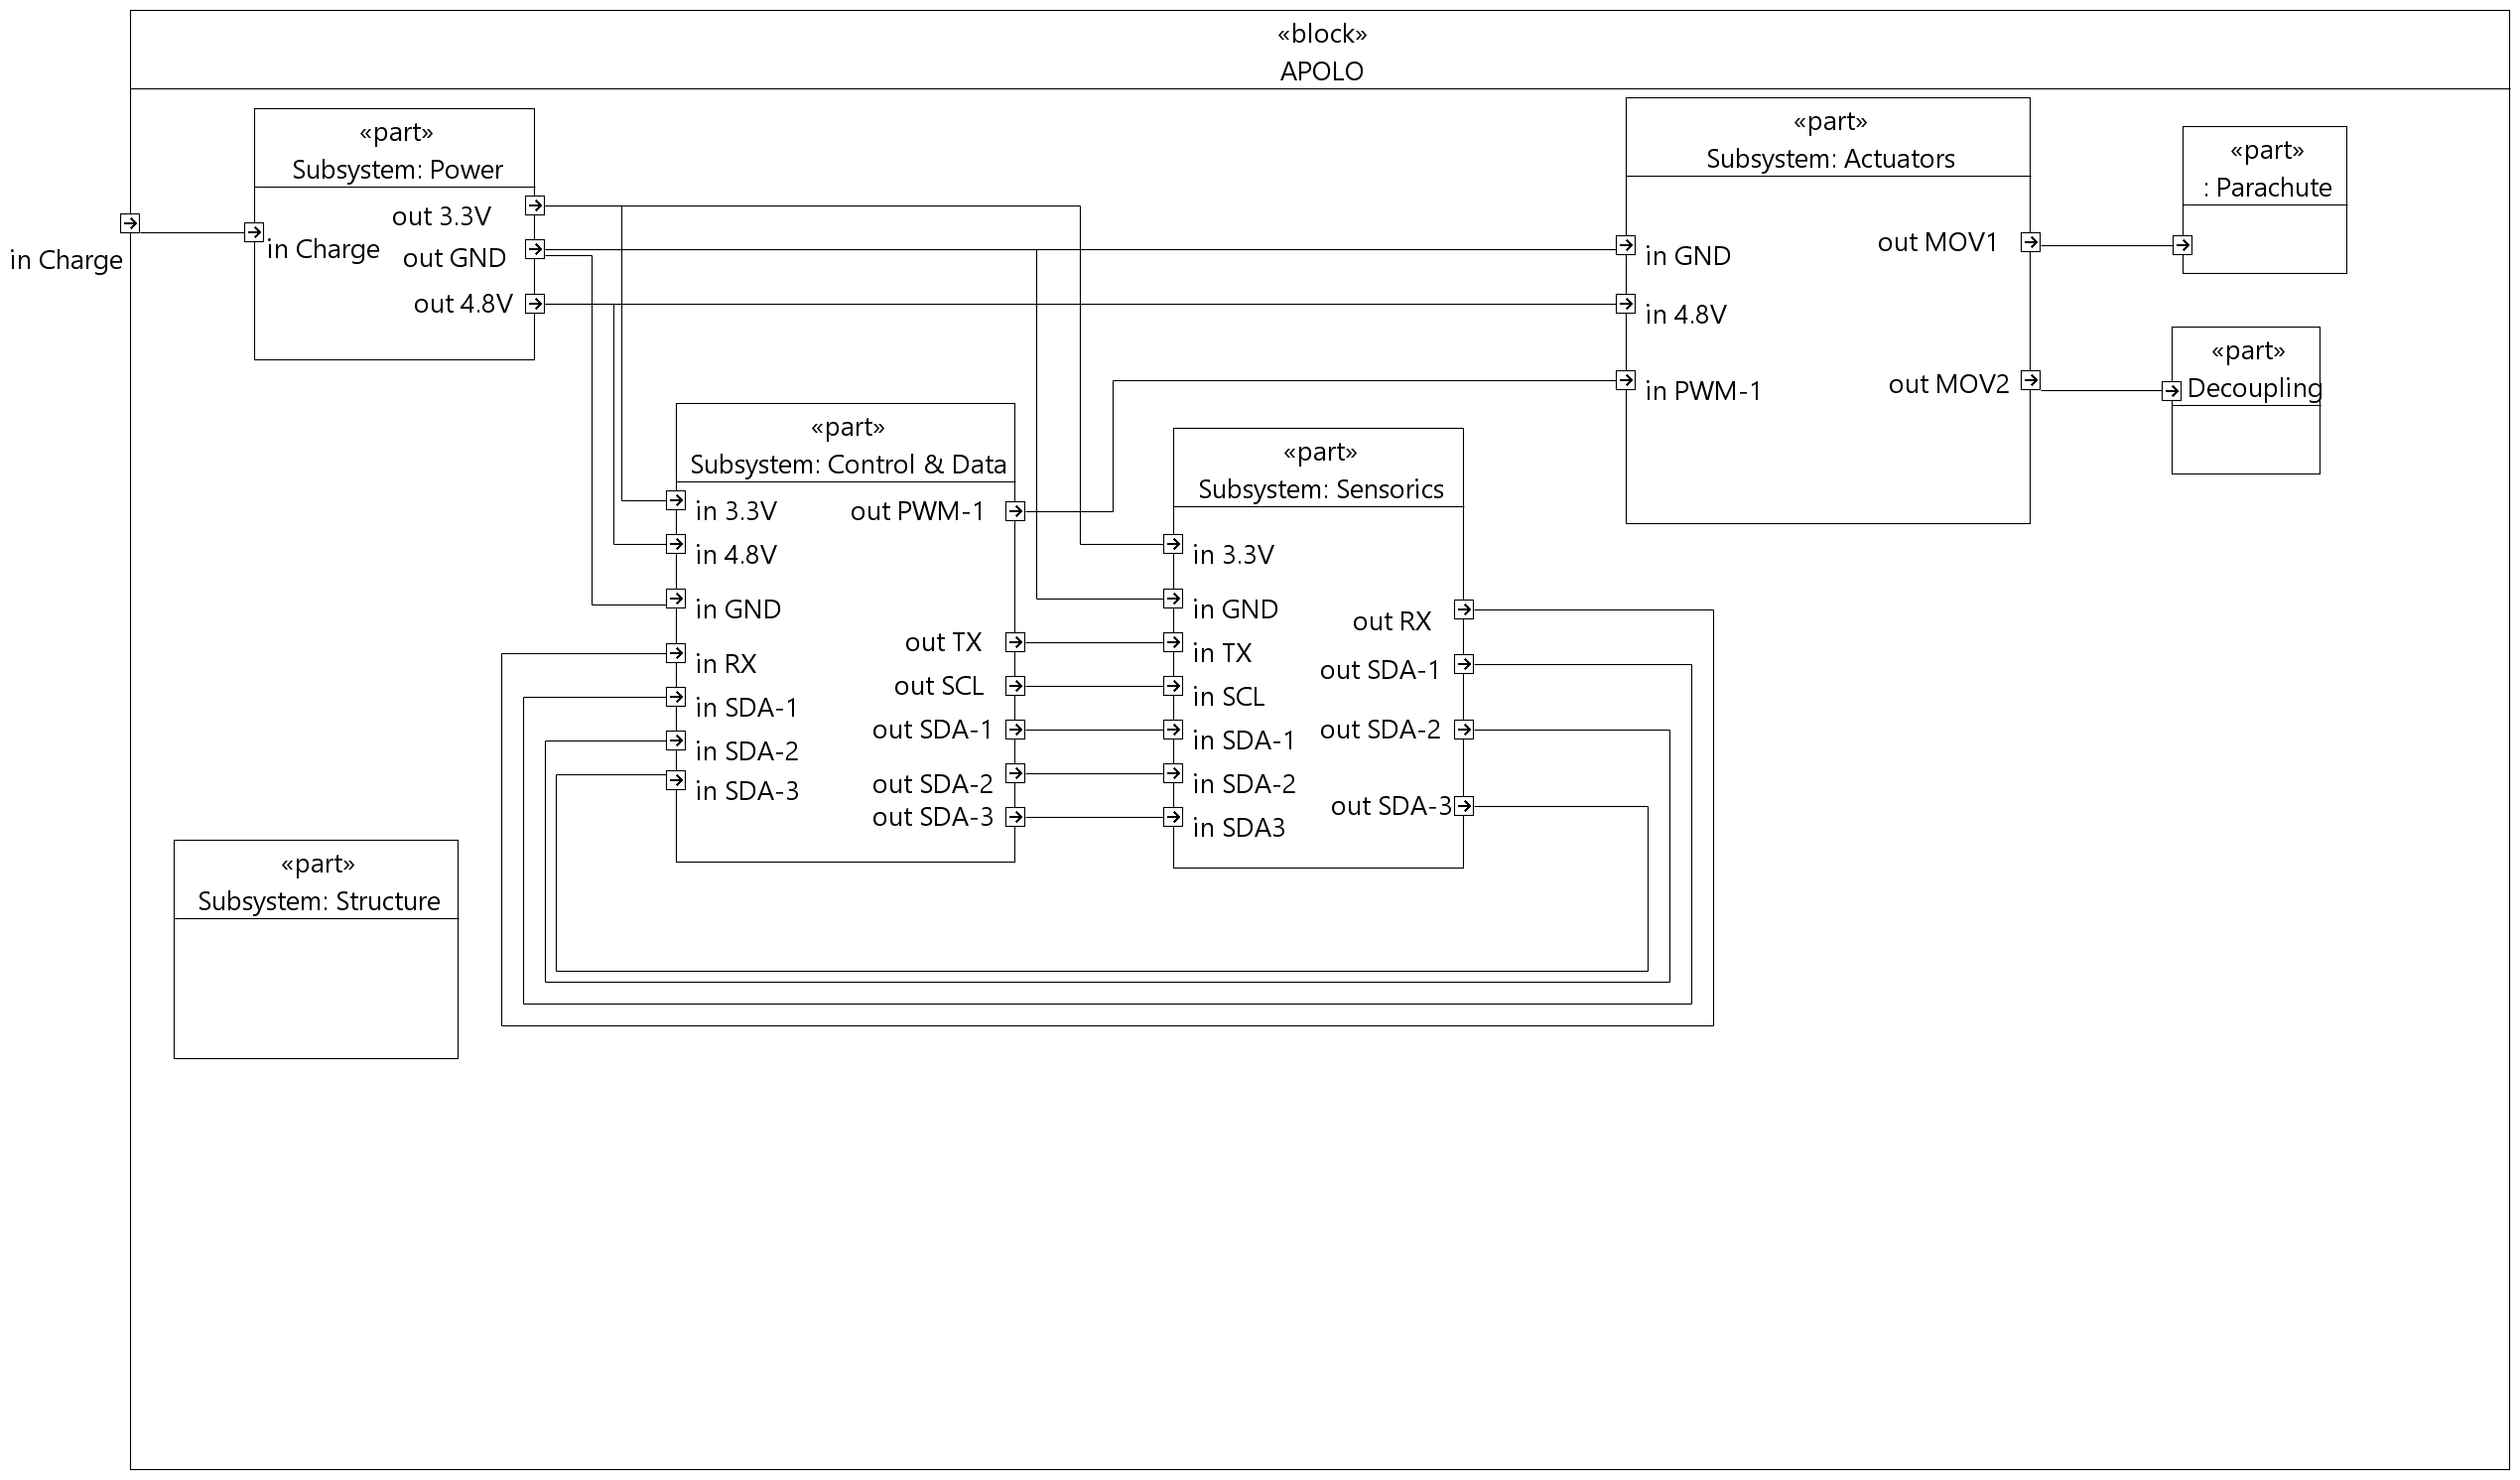 «block»
APOLO
in Charge
«part»
Subsystem: Power
out 3.3V
in Charge
out GND
out 4.8V
«part»
Subsystem: Actuators
in GND
in 4.8V
in PWM-1
out MOV1
out MOV2
«part»
: Parachute
«part»
Decoupling
«part»
Subsystem: Control & Data
in 3.3V
in 4.8V
in GND
in RX
in SDA-1
in SDA-2
in SDA-3
out PWM-1
out TX
out SCL
out SDA-1
out SDA-2
out SDA-3
«part»
Subsystem: Sensorics
in 3.3V
in GND
in TX
in SCL
in SDA-1
in SDA-2
in SDA3
out RX
out SDA-1
out SDA-2
out SDA-3
«part»
Subsystem: Structure